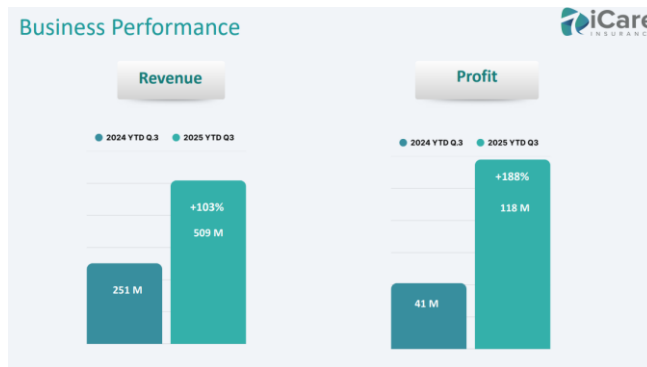 Business Performance
iCare
INSURANC
Revenue
Profit
2024 YTD Q.3 2025 YTD Q3
2024 YTD Q.3 2025 YTD Q3
+103%
509 M
251 M
+188%
118 M
41 M